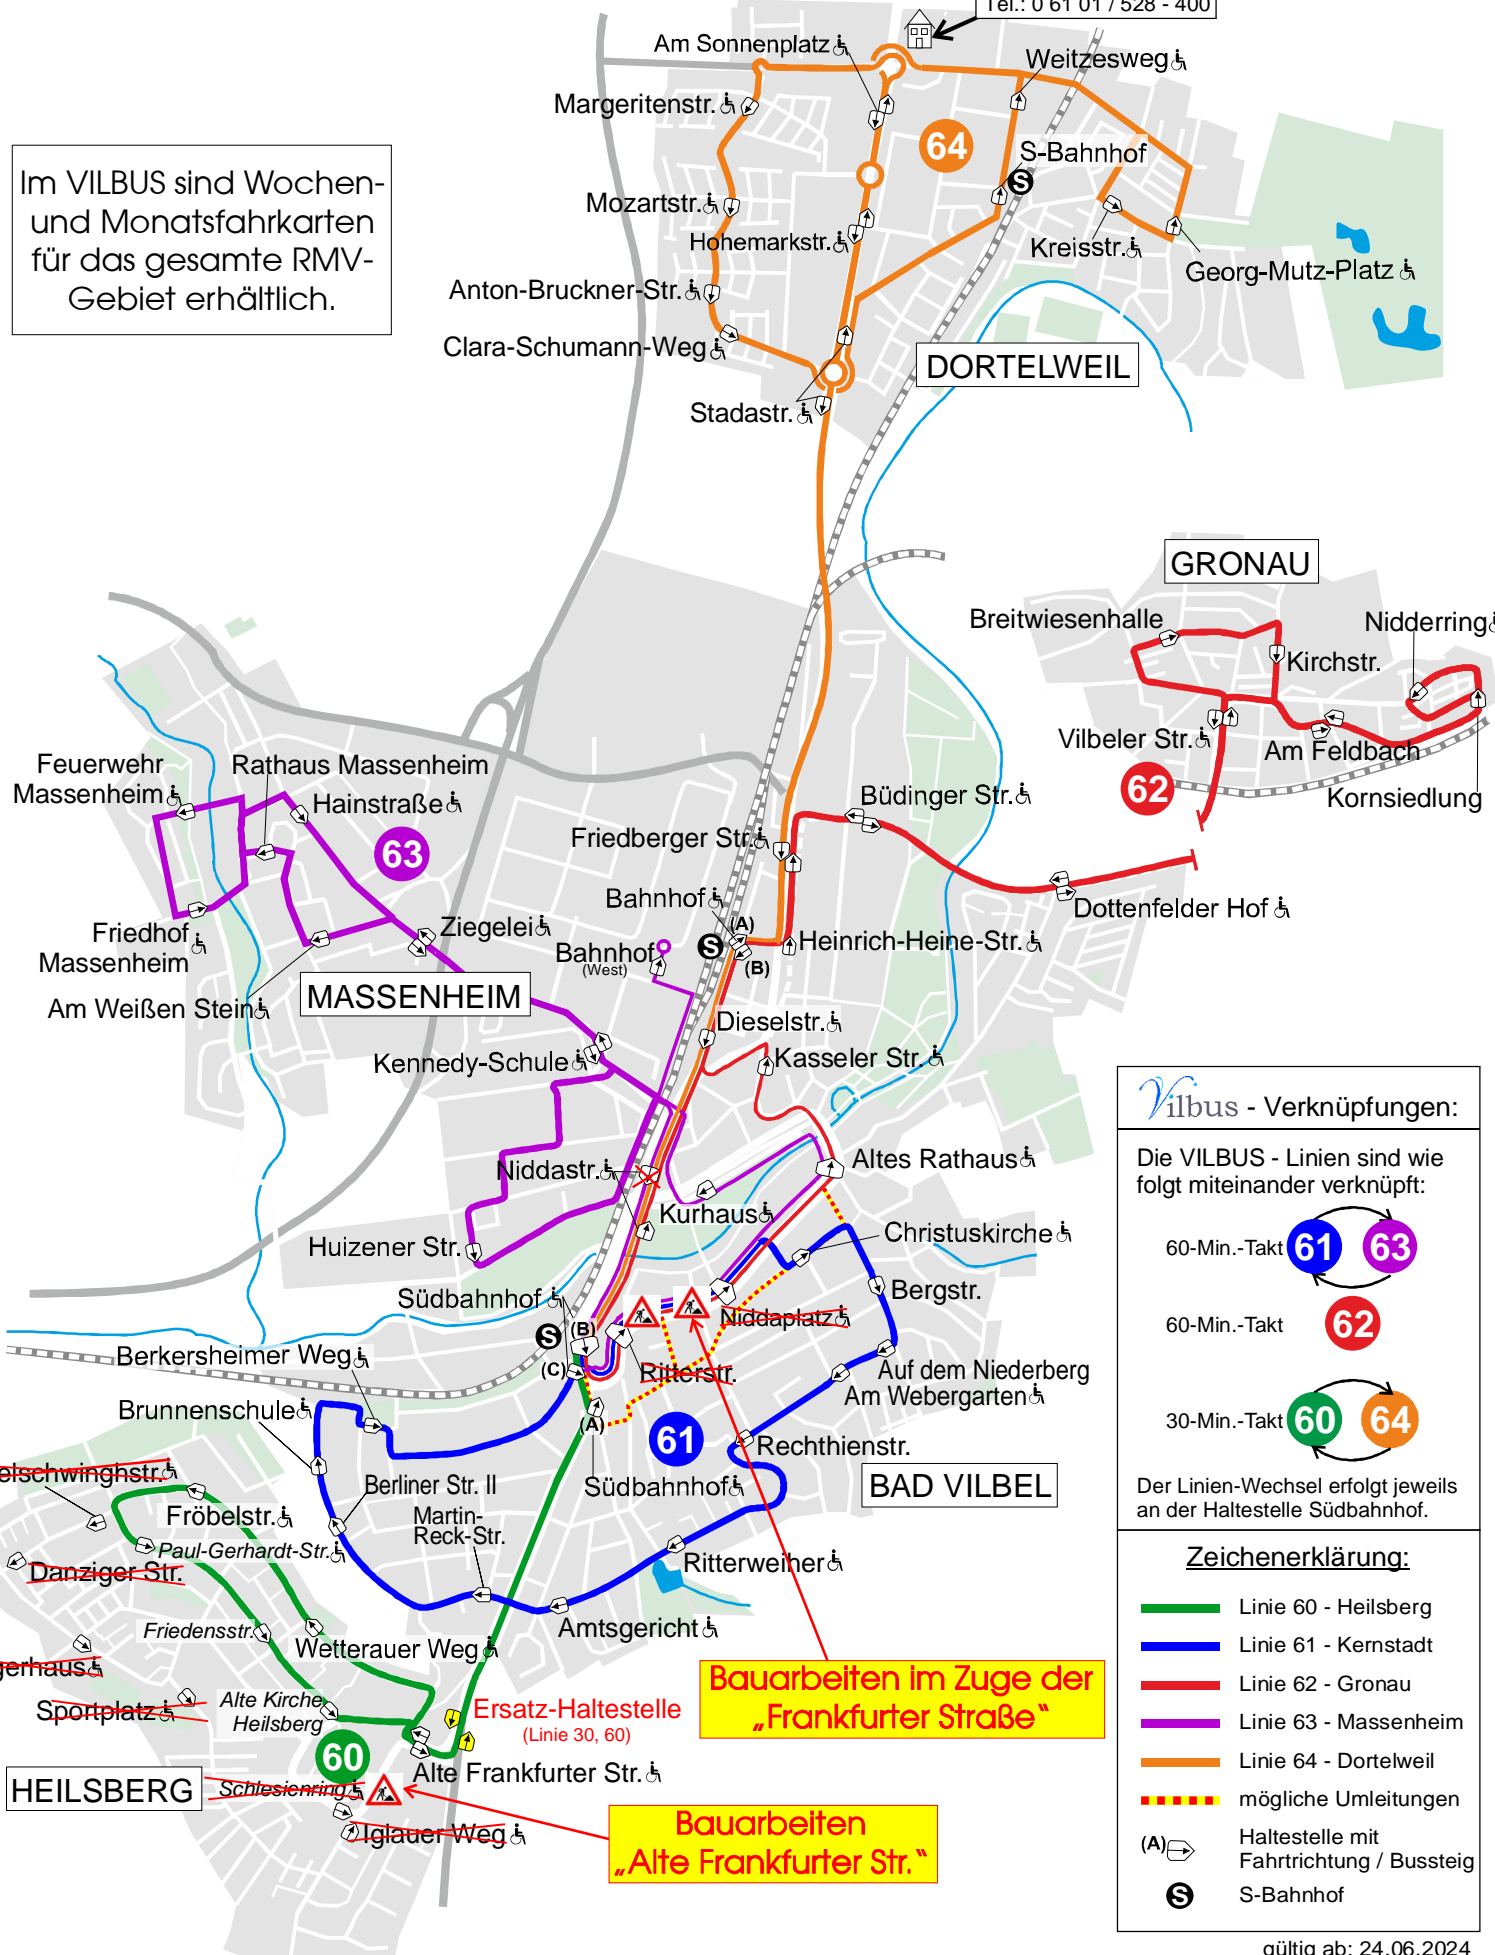 Tel.: 0 61 01 / 528 - 400
Am Sonnenplatz
Weitzesweg
Margeritenstr.
64
S-Bahnhof
S
Im VILBUS sind Wochen-
und Monatsfahrkarten
für das gesamte RMV-
Gebiet erhältlich.
Mozartstr.
Hohemarkstr.
Kreisstr.
Georg-Mutz-Platz
Anton-Bruckner-Str.
Clara-Schumann-Weg
DORTELWEIL
Stadastr.
GRONAU
Breitwiesenhalle
Nidderring
Kirchstr.
Vilbeler Str.
Am Feldbach
62
Kornsiedlung
Feuerwehr
Massenheim
Rathaus Massenheim
Hainstraße
63
Büdinger Str.
Friedberger Str.
Bahnhof
(A)
S
(B)
Dottenfelder Hof
Heinrich-Heine-Str.
Friedhof
Massenheim
Ziegelei
Bahnhof
(West)
Am Weißen Stein
MASSENHEIM
Dieselstr.
Kennedy-Schule
Kasseler Str.
Niddastr.
Altes Rathaus
Kurhaus
Huizener Str.
Christuskirche
Bergstr.
Südbahnhof
S
(B)
(C)
(A)
Niddaplatz
Ritterstr.
Berkersheimer Weg
Auf dem Niederberg
Am Webergarten
Brunnenschule
61
Rechthienstr.
BAD VILBEL
Südbahnhof
Berliner Str. II
Martin-
Reck-Str.
elschwinghstr.
Fröbelstr.
Paul-Gerhardt-Str.
Danziger Str.
Ritterweiher
Amtsgericht
Friedensstr.
Wetterauer Weg
gerhaus
Sportplatz
Alte Kirche
Heilsberg
60
Ersatz-Haltestelle
(Linie 30, 60)
Bauarbeiten im Zuge der
„Frankfurter Straße“
Alte Frankfurter Str.
HEILSBERG
Schlesienring
Iglauer Weg
Bauarbeiten
„Alte Frankfurter Str.“
Vilbus - Verknüpfungen:
Die VILBUS - Linien sind wie
folgt miteinander verknüpft:
60-Min.-Takt 61 63
60-Min.-Takt 62
30-Min.-Takt 60 64
Der Linien-Wechsel erfolgt jeweils
an der Haltestelle Südbahnhof.
Zeichenerklärung:
Linie 60 - Heilsberg
Linie 61 - Kernstadt
Linie 62 - Gronau
Linie 63 - Massenheim
Linie 64 - Dortelweil
mögliche Umleitungen
(A) Haltestelle mit
Fahrtrichtung / Bussteig
S S-Bahnhof
gültig ab: 24.06.2024